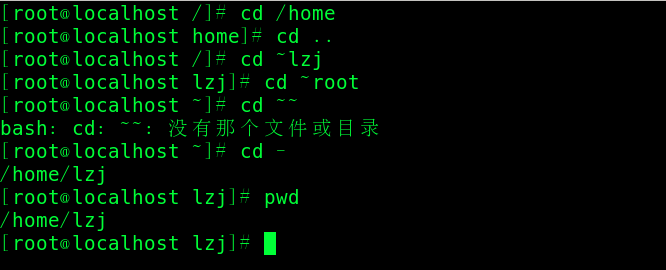 [root@localhost /]# cd /home
[root@localhost home]# cd ..
[root@localhost /]# cd ~lzj
[root@localhost lzj]# cd ~root
[root@localhost ~]# cd ~~
bash: cd: ~~: 没有那个文件或目录
[root@localhost ~]# cd -
/home/lzj
[root@localhost lzj]# pwd
/home/lzj
[root@localhost lzj]#